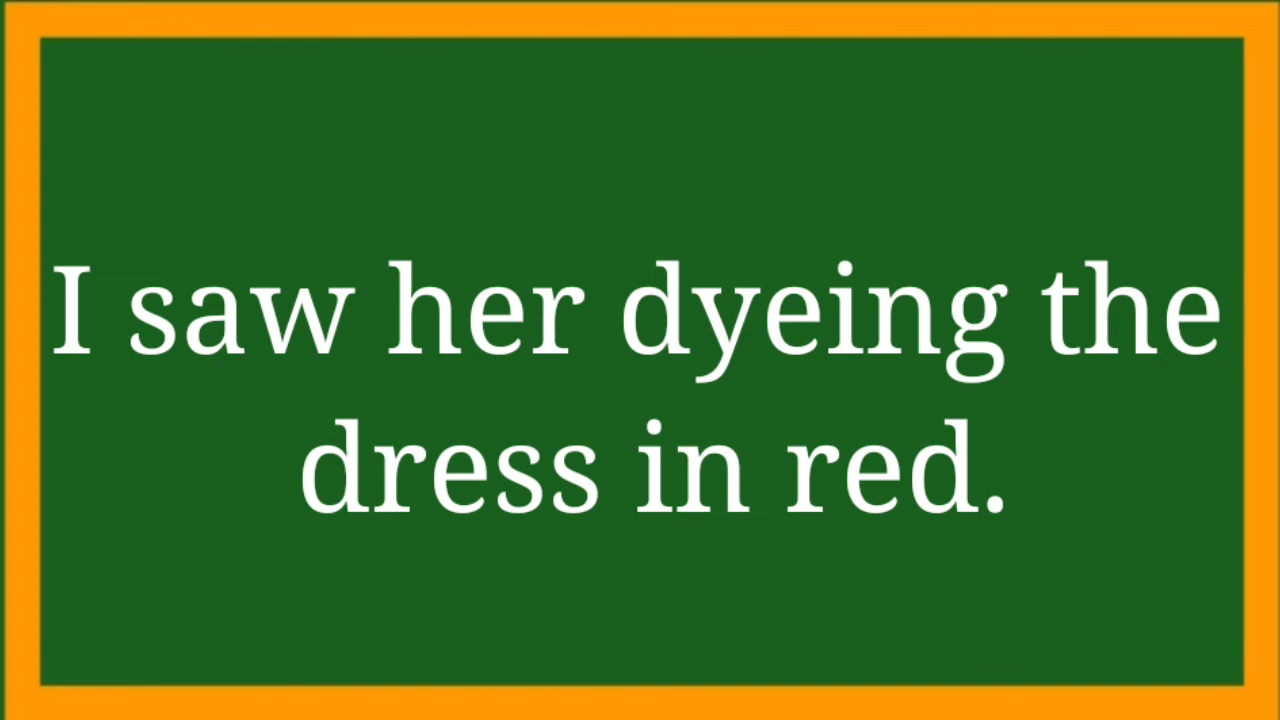 I saw her dyeing the
dress in red.